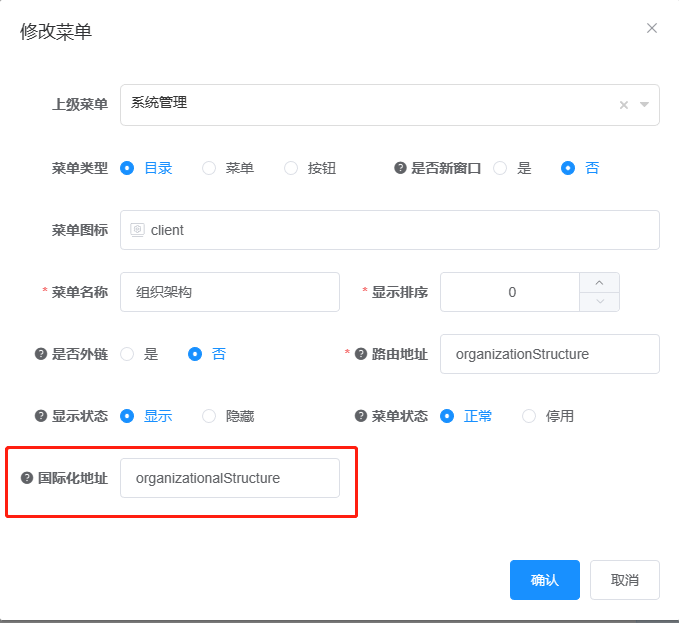 修改菜单
上级菜单 系统管理
菜单类型 目录 菜单 按钮 是否新窗口 是 否
菜单图标 client
* 菜单名称 组织架构 * 显示排序 0
是否外链 是 否 * 路由地址 organizationStructure
显示状态 显示 隐藏 菜单状态 正常 停用
国际化地址 organizationalStructure
确认 取消